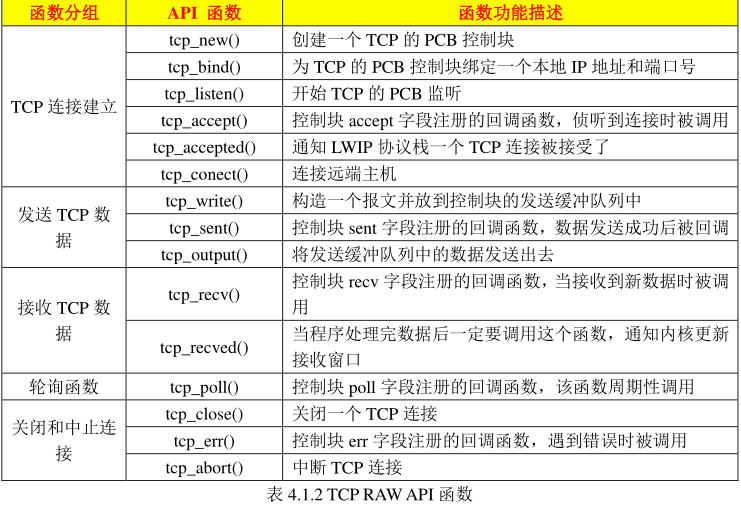 函数分组 API 函数 函数功能描述
TCP 连接建立
tcp_new() 创建一个 TCP 的 PCB 控制块
tcp_bind() 为 TCP 的 PCB 控制块绑定一个本地 IP 地址和端口号
tcp_listen() 开始 TCP 的 PCB 监听
tcp_accept() 控制块 accept 字段注册的回调函数，侦听到连接时被调用
tcp_accepted() 通知 LWIP 协议栈一个 TCP 连接被接受了
tcp_conect() 连接远端主机
发送 TCP 数
据
tcp_write() 构造一个报文并放到控制块的发送缓冲队列中
tcp_sent() 控制块 sent 字段注册的回调函数，数据发送成功后被回调
tcp_output() 将发送缓冲队列中的数据发送出去
接收 TCP 数
据
tcp_recv() 控制块 recv 字段注册的回调函数，当接收到新数据时被调
用
tcp_recved() 当程序处理完数据后一定要调用这个函数，通知内核更新
接收窗口
轮询函数 tcp_poll() 控制块 poll 字段注册的回调函数，该函数周期性调用
关闭和中止连
接
tcp_close() 关闭一个 TCP 连接
tcp_err() 控制块 err 字段注册的回调函数，遇到错误时被调用
tcp_abort() 中断 TCP 连接
表 4.1.2 TCP RAW API 函数